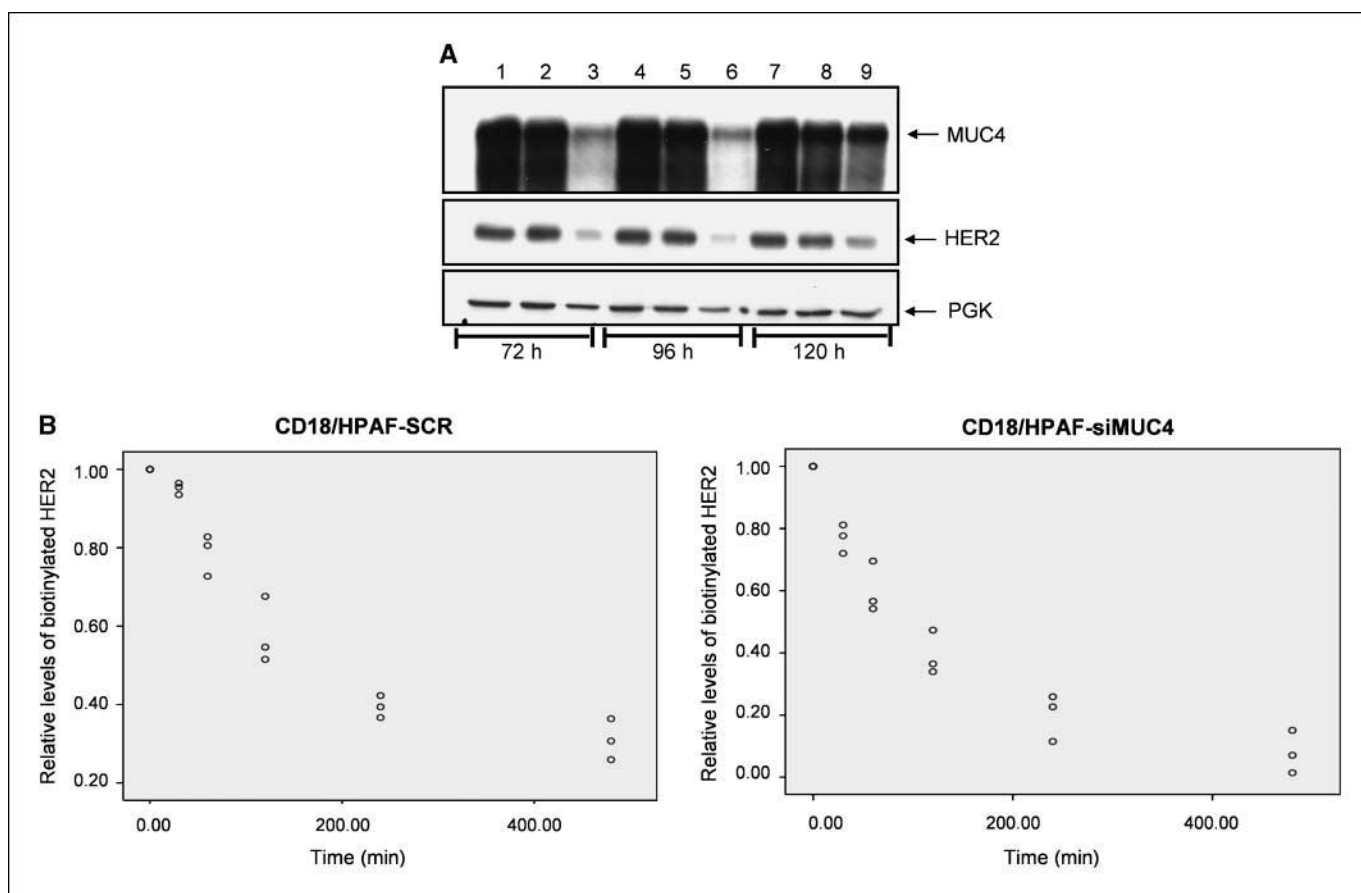 A
1 2 3 4 5 6 7 8 9
MUC4
HER2
PGK
72 h 96 h 120 h
B
CD18/HPAF-SCR
Relative levels of biotinylated HER2
1.00
0.80
0.60
0.40
0.20
0.00 200.00 400.00
Time (min)
CD18/HPAF-siMUC4
Relative levels of biotinylated HER2
1.00
0.80
0.60
0.40
0.20
0.00
0.00 200.00 400.00
Time (min)